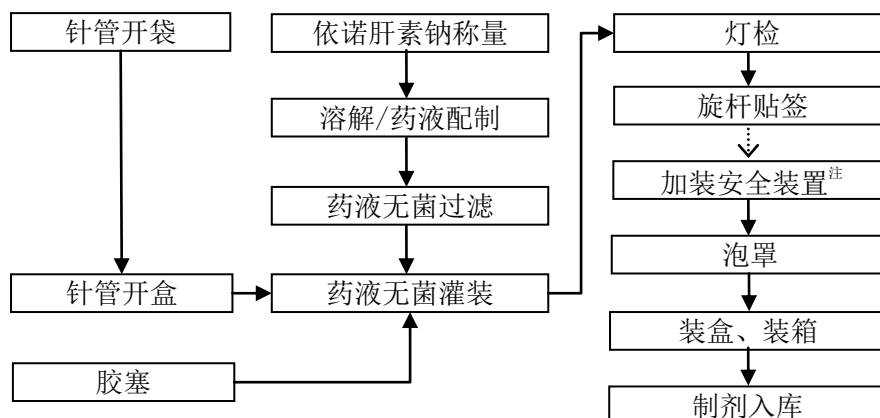 针管开袋
依诺肝素钠称量
灯检
溶解/药液配制
旋杆贴签
药液无菌过滤
加装安全装置注
泡罩
针管开盒
药液无菌灌装
装盒、装箱
胶塞
制剂入库